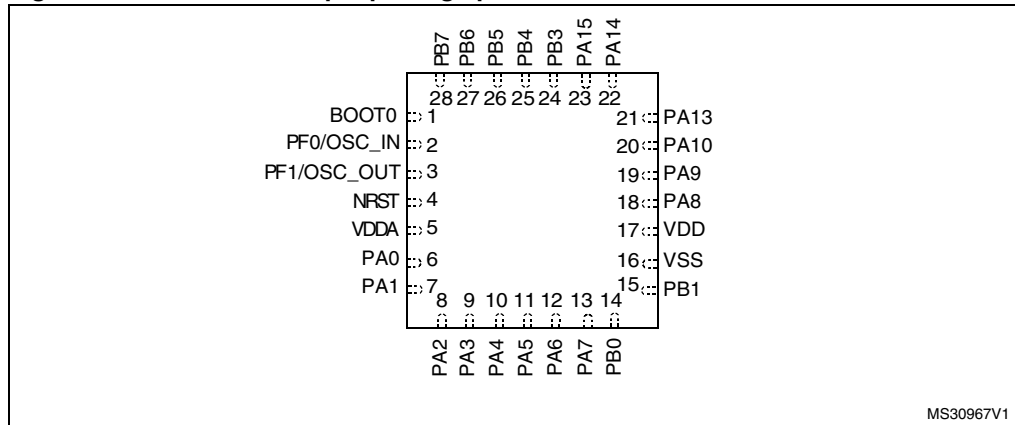 PB7
PB6
PB5
PB4
PB3
PA15
PA14
28 27 26 25 24 23 22
BOOT0 1
PF0/OSC_IN 2
PF1/OSC_OUT 3
NRST 4
VDDA 5
PA0 6
PA1 7
21 PA13
20 PA10
19 PA9
18 PA8
17 VDD
16 VSS
15 PB1
8 9 10 11 12 13 14
PA2
PA3
PA4
PA5
PA6
PA7
PB0
MS30967V1